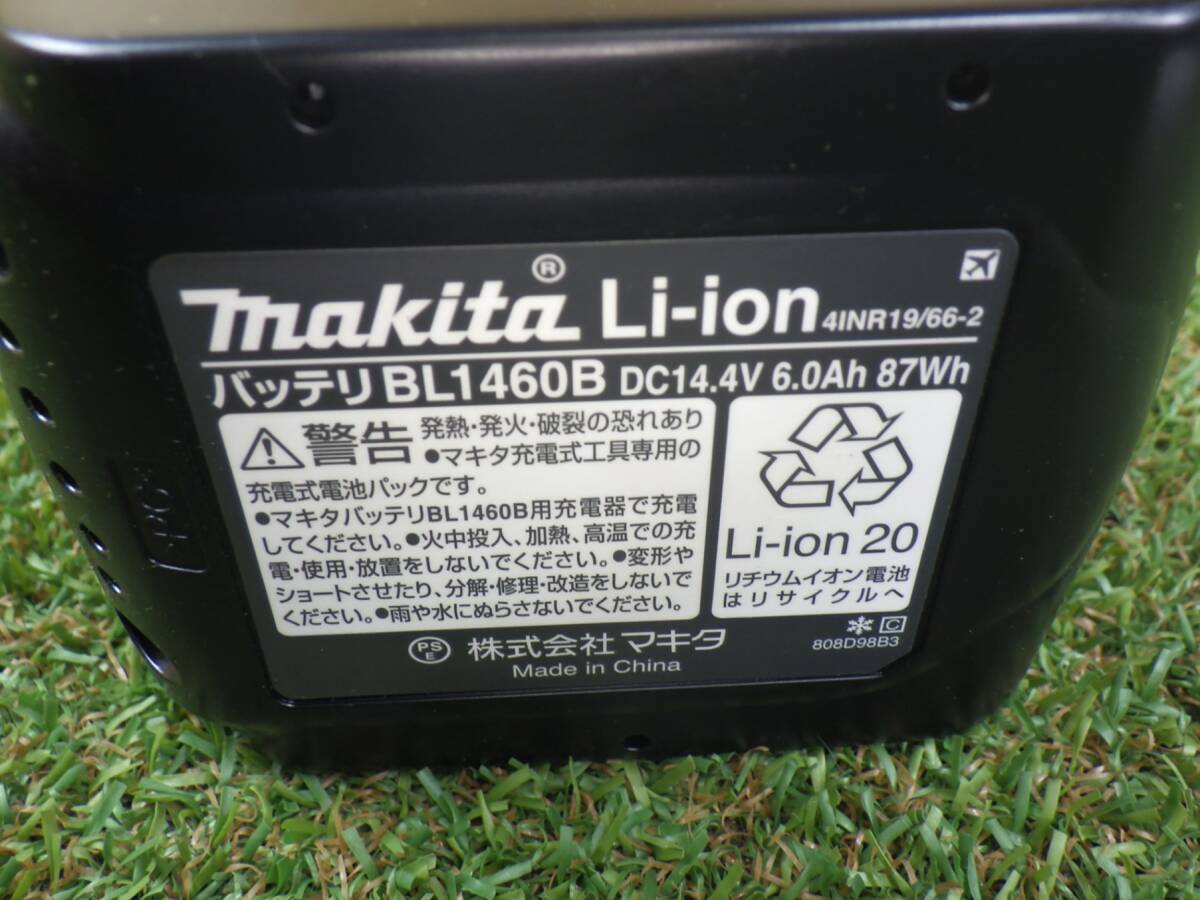 makita® Li-ion 4INR19/66-2
バッテリ BL1460B DC14.4V 6.0Ah 87Wh
警告 発熱・発火・破裂の恐れあり
●マキタ充電式工具専用の
充電式電池パックです。
●マキタバッテリBL1460B用充電器で充電
してください。●火中投入、加熱、高温での充
電・使用・放置をしないでください。●変形や
ショートさせたり、分解・修理・改造をしないで
ください。●雨や水にぬらさないでください。
Li-ion 20
リチウムイオン電池
はリサイクルへ
PS
E
株式会社 マキタ
Made in China
C
808D98B3